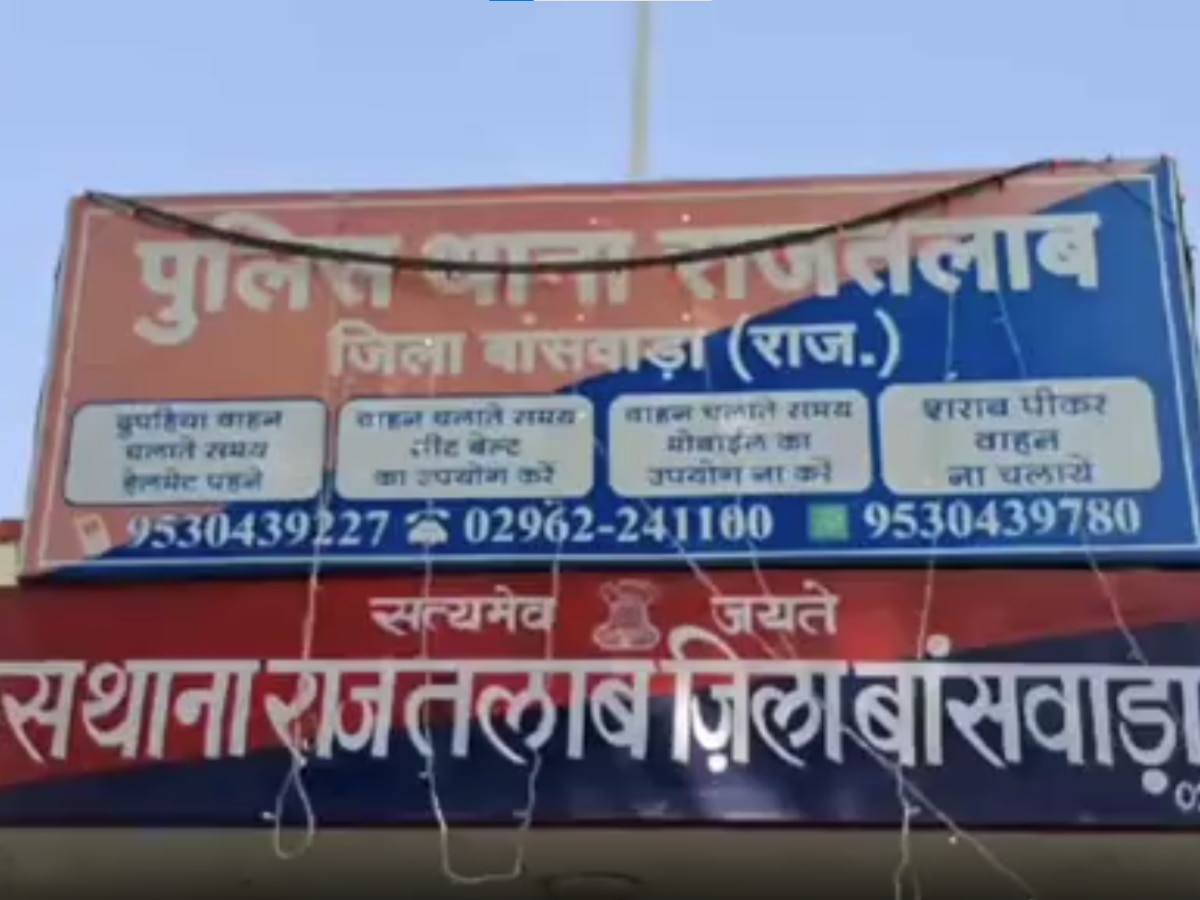 पुलिस थाना राजतलाब
जिला बांसवाड़ा (राज.)
दुपहिया वाहन
चलाते समय
हेलमेट पहने
वाहन चलाते समय
सीट बेल्ट
का उपयोग करें
वाहन चलाते समय
मोबाईल का
उपयोग ना करें
शराब पीकर
वाहन
ना चलाये
9530439227 02962-241100 9530439780
सत्यमेव जयते
स थाना राजतलाब ज़िला बांसवाड़ा